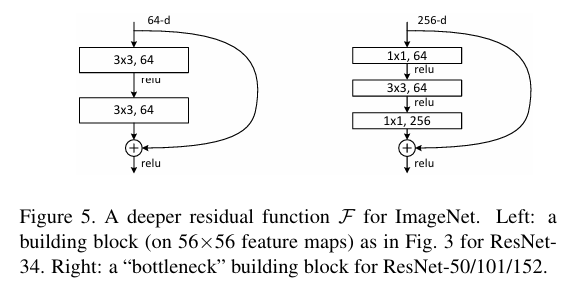 64-d
3x3, 64
relu
3x3, 64
+
relu
256-d
1x1, 64
relu
3x3, 64
relu
1x1, 256
+
relu
Figure 5. A deeper residual function F for ImageNet. Left: a
building block (on 56×56 feature maps) as in Fig. 3 for ResNet-
34. Right: a “bottleneck” building block for ResNet-50/101/152.